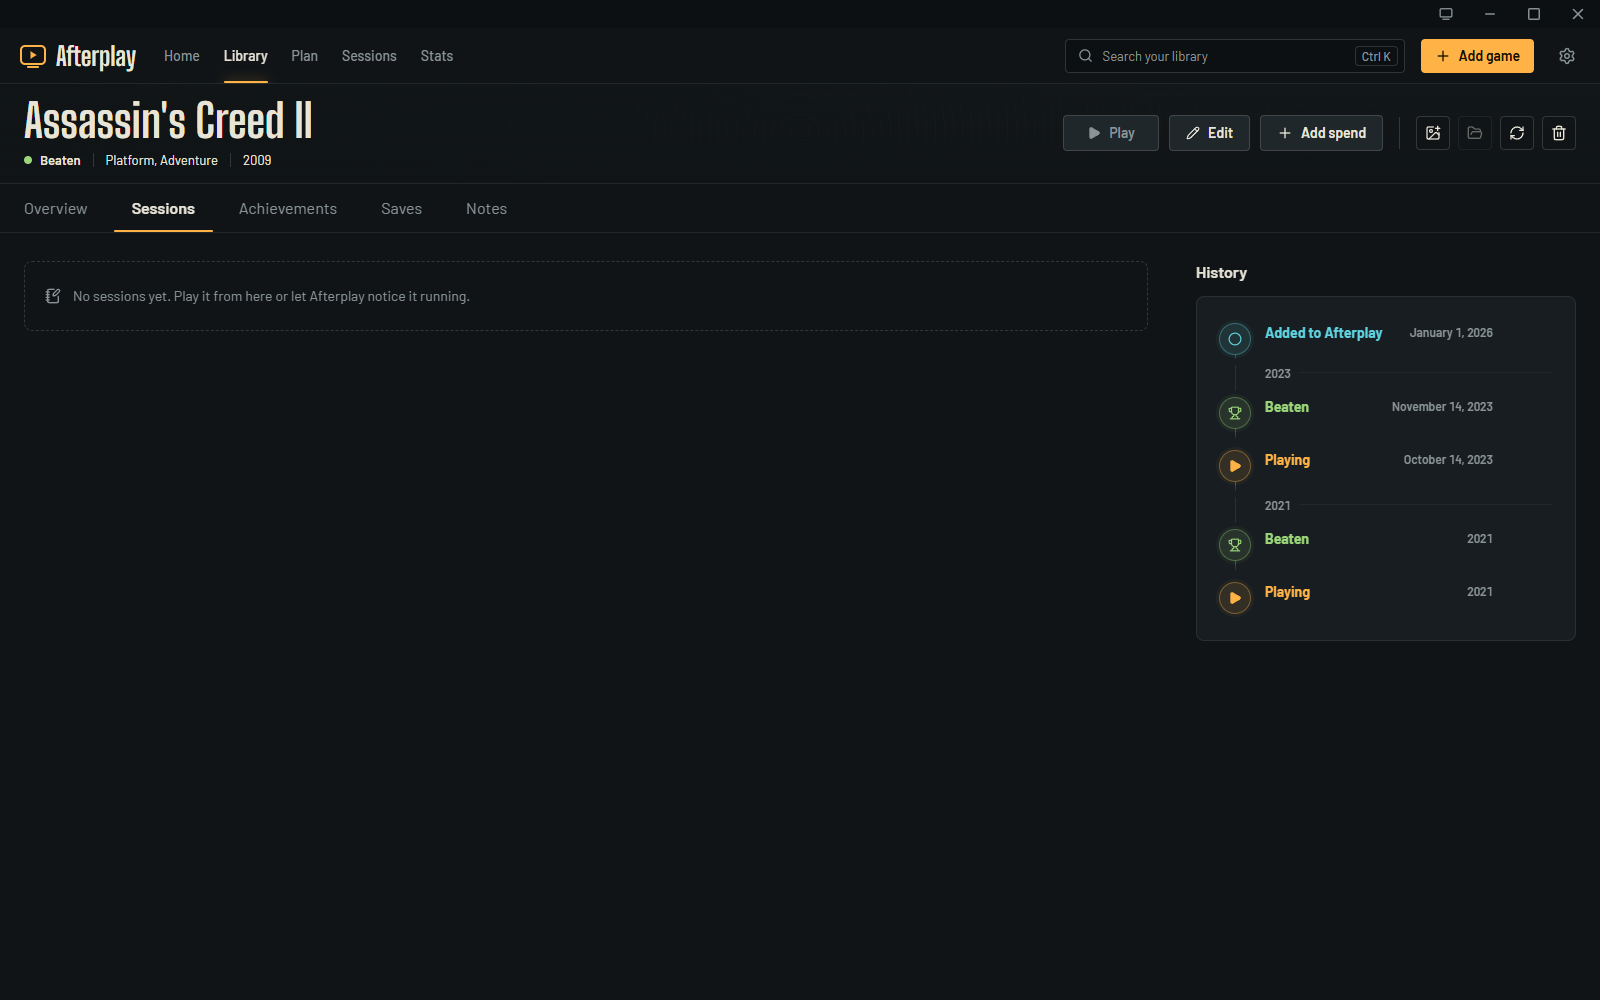 Afterplay
Home
Library
Plan
Sessions
Stats
Search your library
Ctrl K
Add game
Assassin's Creed II
Beaten
Platform, Adventure
2009
Play
Edit
Add spend
Overview
Sessions
Achievements
Saves
Notes
No sessions yet. Play it from here or let Afterplay notice it running.
History
Added to Afterplay January 1, 2026
2023
Beaten November 14, 2023
Playing October 14, 2023
2021
Beaten 2021
Playing 2021